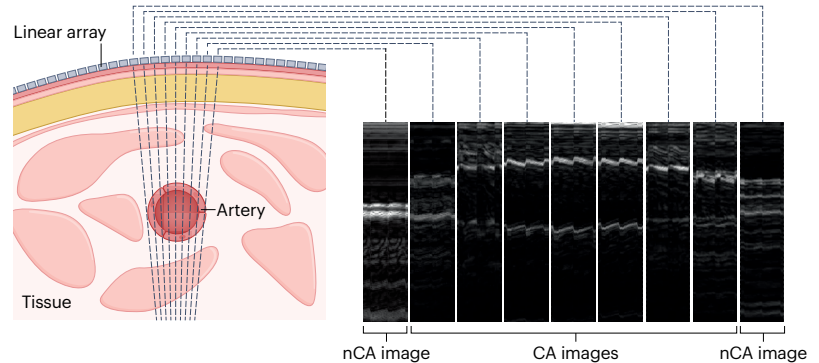 Linear array
Artery
Tissue
nCA image
CA images
nCA image